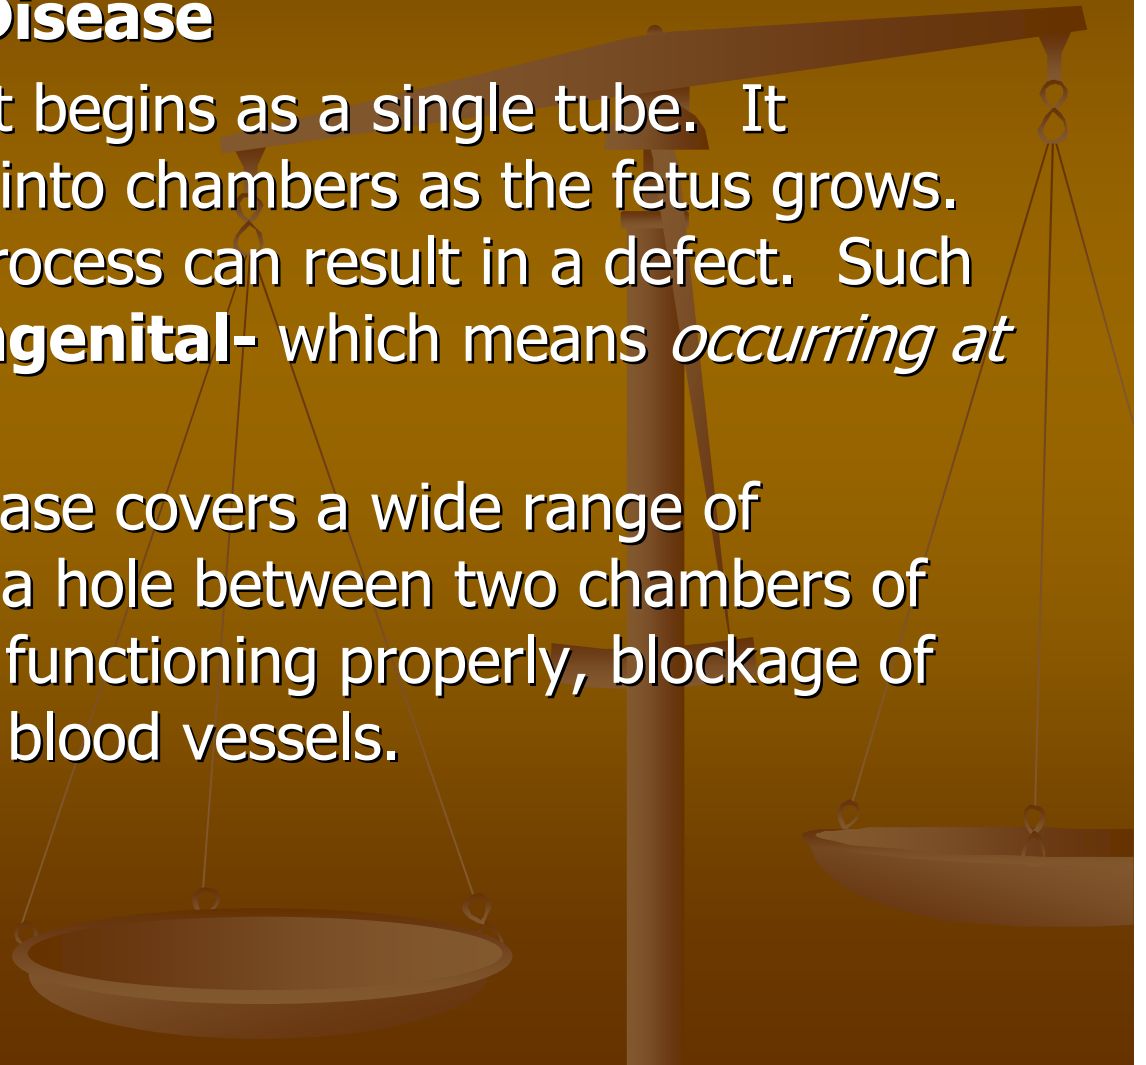 Disease
t begins as a single tube.  It
into chambers as the fetus grows.
rocess can result in a defect.  Such
genital- which means occurring at
ase covers a wide range of
a hole between two chambers of
functioning properly, blockage of
blood vessels.